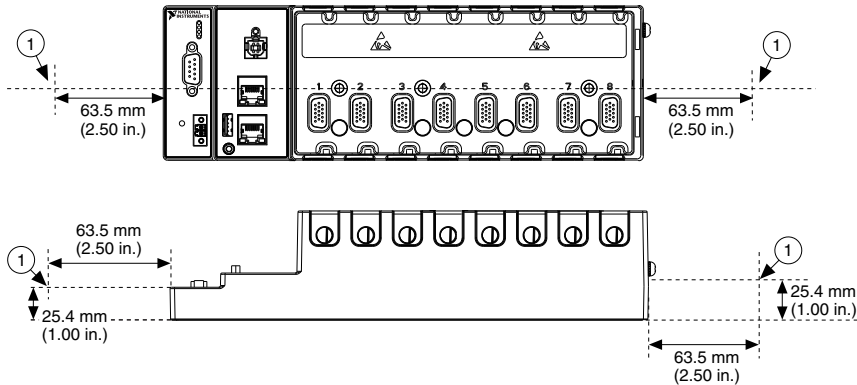 NATIONAL
INSTRUMENTS
1
1
63.5 mm
(2.50 in.)
1 2 3 4 5 6 7 8
63.5 mm
(2.50 in.)
63.5 mm
(2.50 in.)
1
1
25.4 mm
(1.00 in.)
25.4 mm
(1.00 in.)
63.5 mm
(2.50 in.)